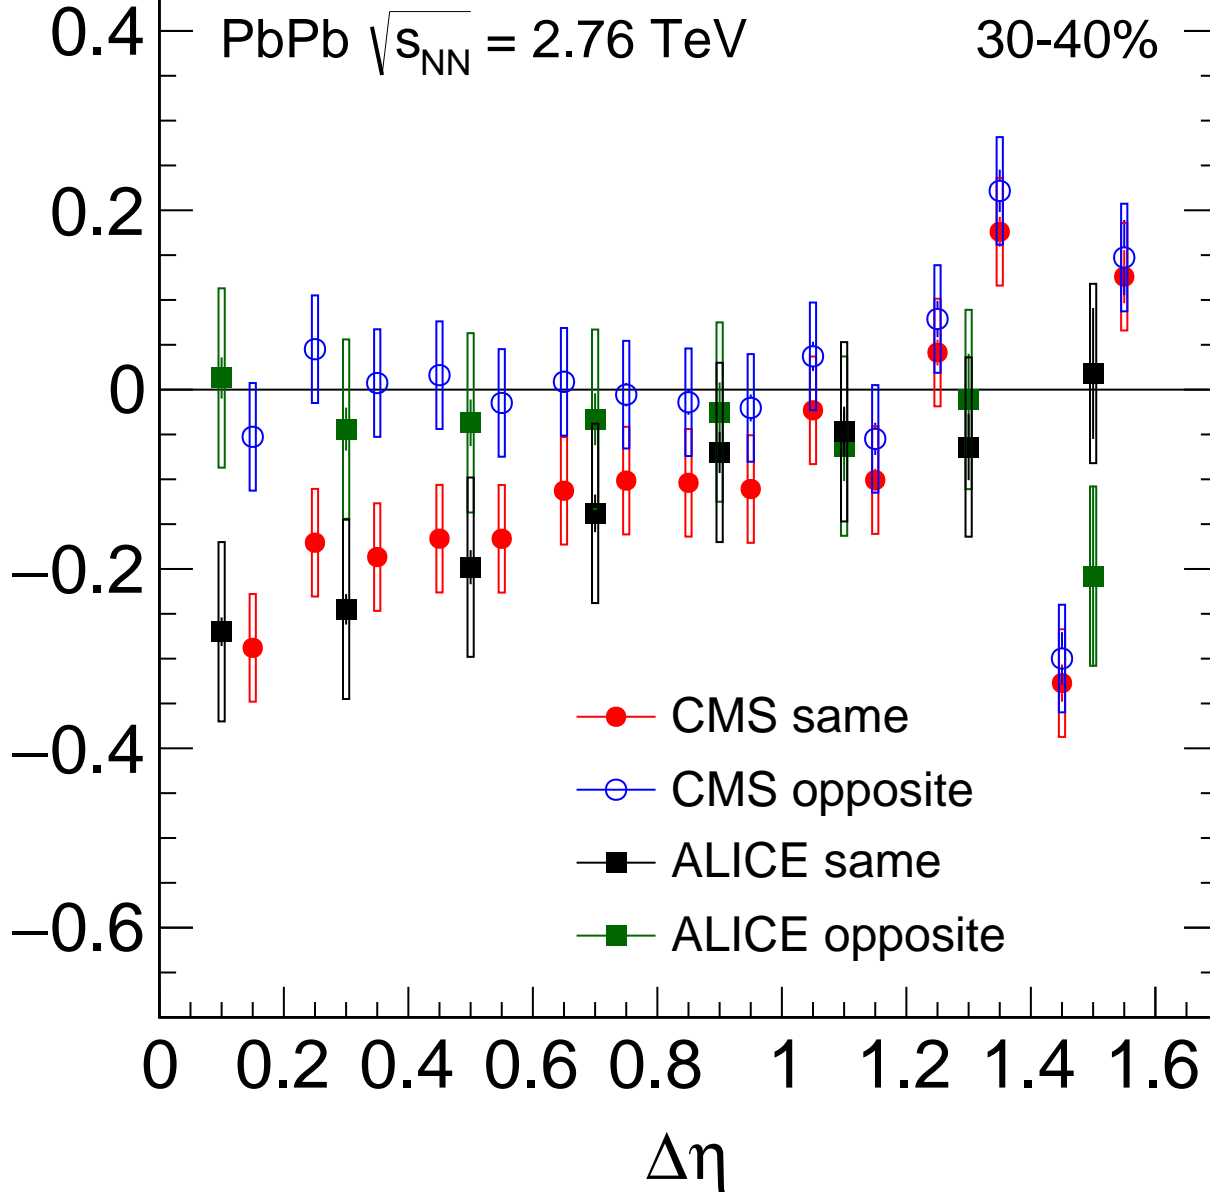 0.4
PbPb √sNN = 2.76 TeV 30-40%
0.2
0
−0.2
−0.4
−0.6
CMS same
CMS opposite
ALICE same
ALICE opposite
0 0.2 0.4 0.6 0.8 1 1.2 1.4 1.6
Δη